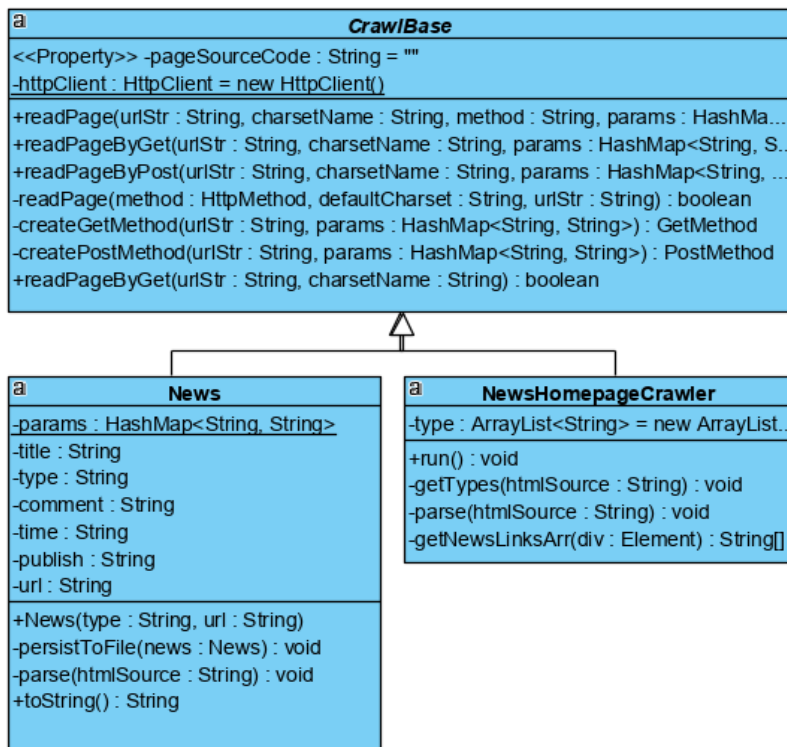 a
CrawlBase
<<Property>> -pageSourceCode : String = ""
-httpClient : HttpClient = new HttpClient()
+readPage(urlStr : String, charsetName : String, method : String, params : HashMa...
+readPageByGet(urlStr : String, charsetName : String, params : HashMap<String, S...
+readPageByPost(urlStr : String, charsetName : String, params : HashMap<String, ...
-readPage(method : HttpMethod, defaultCharset : String, urlStr : String) : boolean
-createGetMethod(urlStr : String, params : HashMap<String, String>) : GetMethod
-createPostMethod(urlStr : String, params : HashMap<String, String>) : PostMethod
+readPageByGet(urlStr : String, charsetName : String) : boolean
a
News
-params : HashMap<String, String>
-title : String
-type : String
-comment : String
-time : String
-publish : String
-url : String
+News(type : String, url : String)
-persistToFile(news : News) : void
-parse(htmlSource : String) : void
+toString() : String
a
NewsHomepageCrawler
-type : ArrayList<String> = new ArrayList...
+run() : void
-getTypes(htmlSource : String) : void
-parse(htmlSource : String) : void
-getNewsLinksArr(div : Element) : String[]